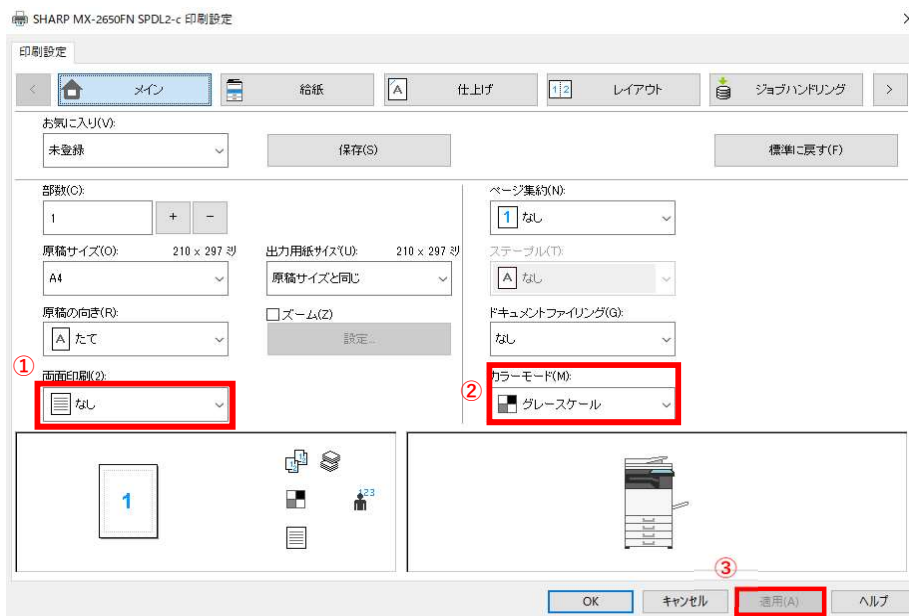 SHARP MX-2650FN SPDL2-c 印刷設定
印刷設定
メイン 給紙 仕上げ レイアウト ジョブハンドリング
お気に入り(V):
未登録 保存(S) 標準に戻す(F)
部数(C):
1 + −
原稿サイズ(O): 210 x 297 ミリ
A4
原稿の向き(R):
A たて
①
両面印刷(2):
なし
出力用紙サイズ(U): 210 x 297 ミリ
原稿サイズと同じ
ズーム(Z)
設定...
ページ集約(N):
1 なし
ステープル(T):
A なし
ドキュメントファイリング(G):
なし
②
カラーモード(M):
グレースケール
1
123
③
OK キャンセル 適用(A) ヘルプ